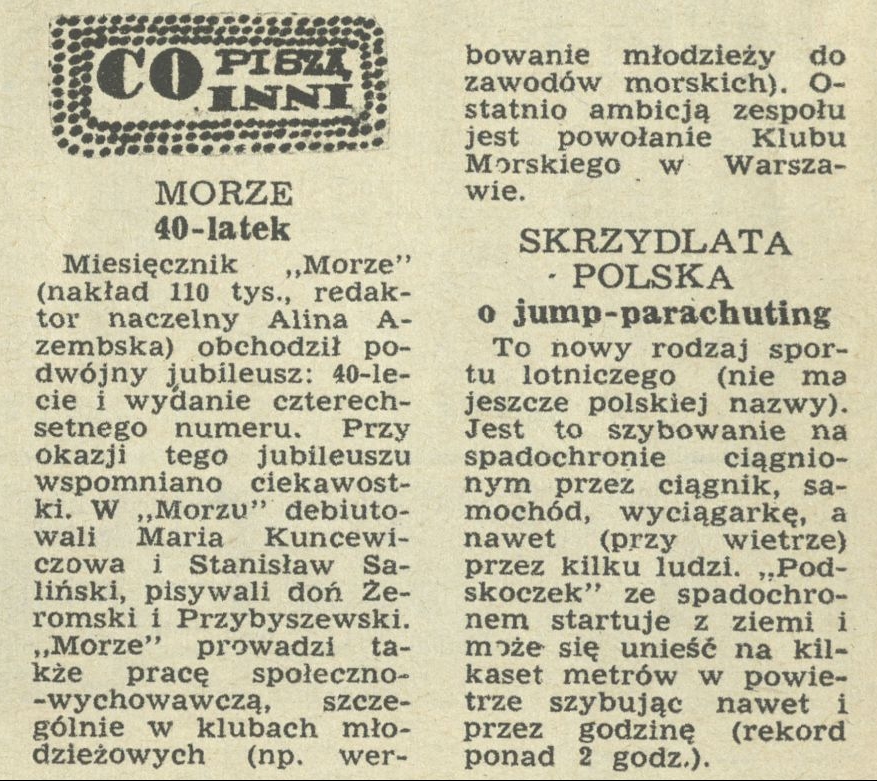 CO PISZĄ
INNI
MORZE
40-latek
Miesięcznik „Morze”
(nakład 110 tys., redak-
tor naczelny Alina A-
zembska) obchodził po-
dwójny jubileusz: 40-le-
cie i wydanie czterech-
setnego numeru. Przy
okazji tego jubileuszu
wspomniano ciekawost-
ki. W „Morzu” debiuto-
wali Maria Kuncewi-
czowa i Stanisław Sa-
liński, pisywali doń Że-
romski i Przybyszewski.
„Morze” prowadzi ta-
kże pracę społeczno-
-wychowawczą, szcze-
gólnie w klubach mło-
dzieżowych (np. wer-
bowanie młodzieży do
zawodów morskich). O-
statnio ambicją zespołu
jest powołanie Klubu
Morskiego w Warsza-
wie.
SKRZYDLATA
POLSKA
o jump-parachuting
To nowy rodzaj spor-
tu lotniczego (nie ma
jeszcze polskiej nazwy).
Jest to szybowanie na
spadochronie ciągnio-
nym przez ciągnik, sa-
mochód, wyciągarkę, a
nawet (przy wietrze)
przez kilku ludzi. „Pod-
skoczek” ze spadochro-
nem startuje z ziemi i
może się unieść na kil-
kaset metrów w powie-
trze szybując nawet i
przez godzinę (rekord
ponad 2 godz.).